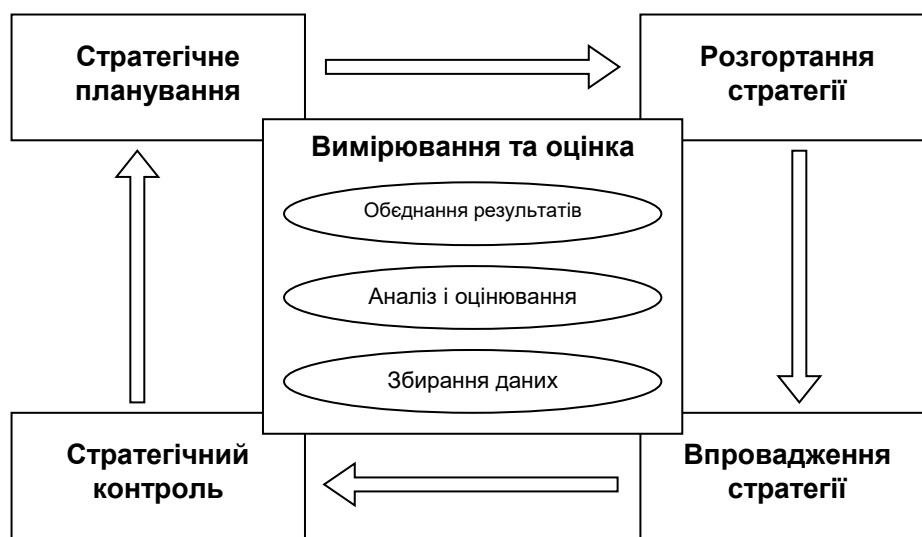 Стратегічне
планування
Розгортання
стратегії
Вимірювання та оцінка
Обєднання результатів
Аналіз і оцінювання
Збирання даних
Стратегічний
контроль
Впровадження
стратегії